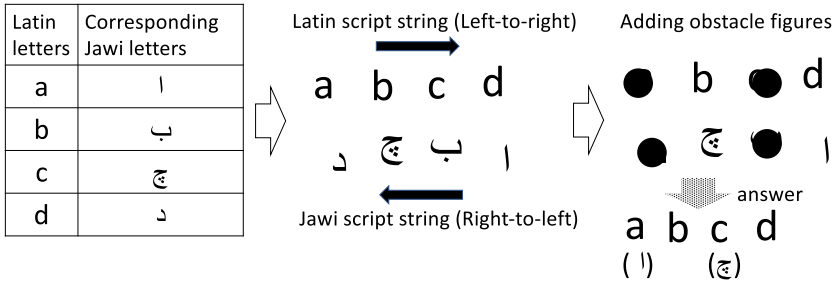 Latin letters Corresponding Jawi letters
a ا
b ب
c چ
d د
Latin script string (Left-to-right)
a b c d
ا ب چ د
Jawi script string (Right-to-left)
Adding obstacle figures
b d
ا چ
answer
a b c d
(ا) (چ)